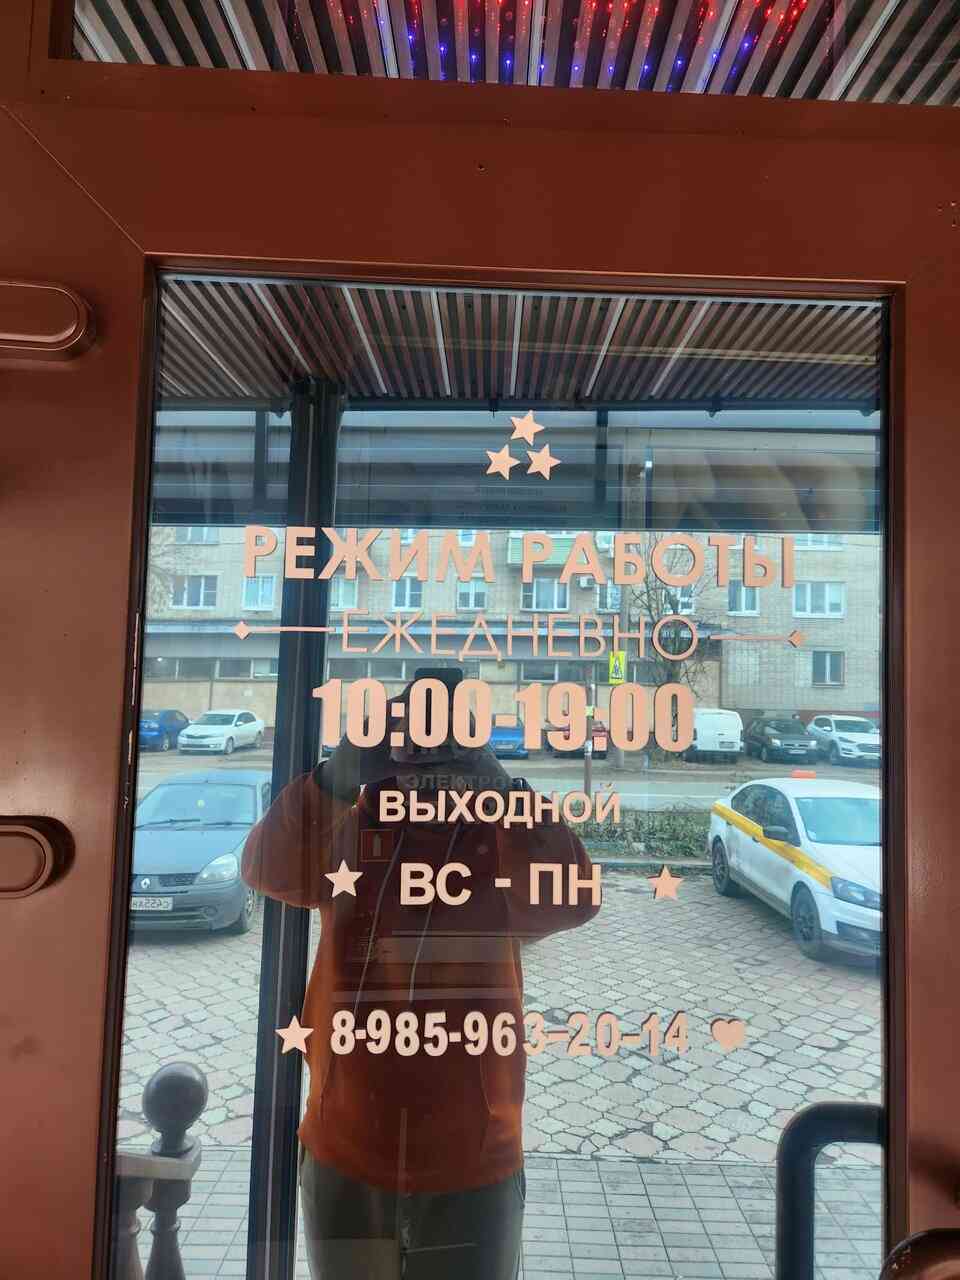 РЕЖИМ РАБОТЫ
ЕЖЕДНЕВНО
10:00-19:00
ВЫХОДНОЙ
ВС - ПН
8-985-963-20-14